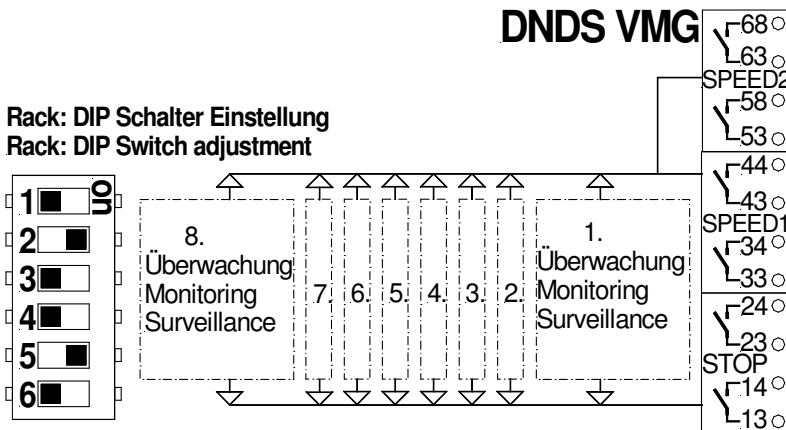 DNDS VMG
Rack: DIP Schalter Einstellung
Rack: DIP Switch adjustment
on
1
2
3
4
5
6
8.
Überwachung
Monitoring
Surveillance
7.
6.
5.
4.
3.
2.
1.
Überwachung
Monitoring
Surveillance
68
63
SPEED2
58
53
44
43
SPEED1
34
33
24
23
STOP
14
13